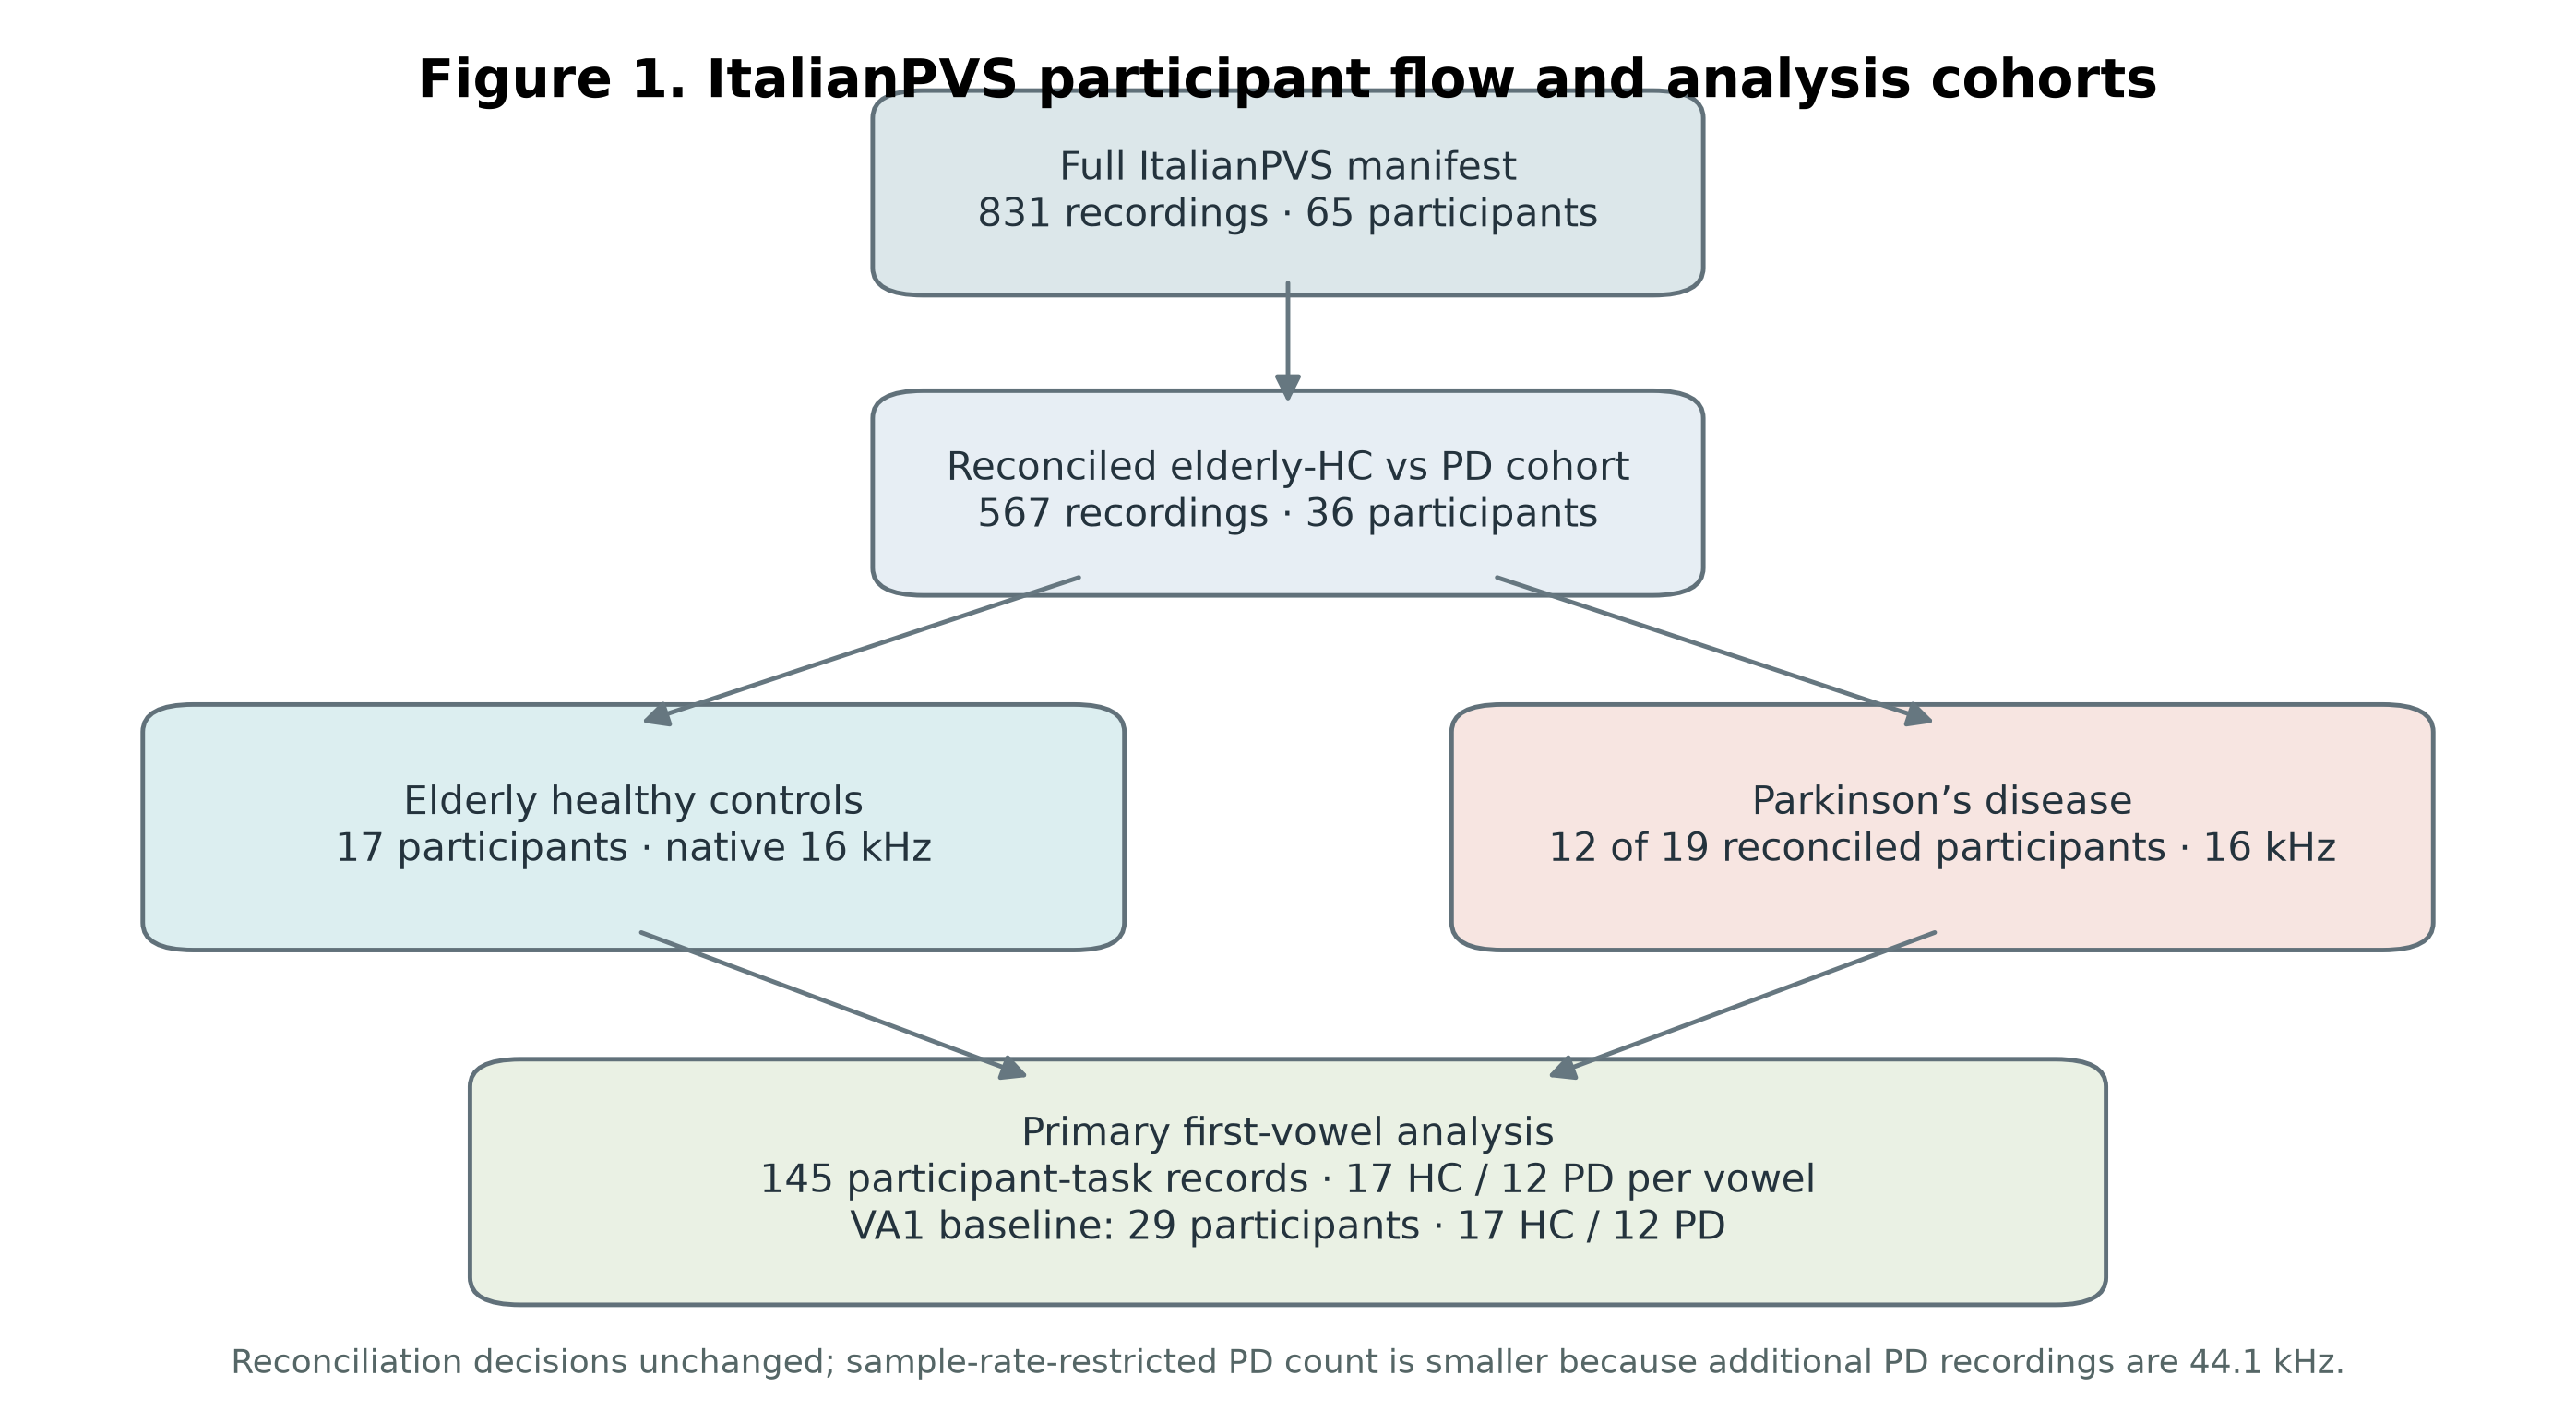 Figure 1. ItalianPVS participant flow and analysis cohorts
Full ItalianPVS manifest
831 recordings · 65 participants
Reconciled elderly-HC vs PD cohort
567 recordings · 36 participants
Elderly healthy controls
17 participants · native 16 kHz
Parkinson’s disease
12 of 19 reconciled participants · 16 kHz
Primary first-vowel analysis
145 participant-task records · 17 HC / 12 PD per vowel
VA1 baseline: 29 participants · 17 HC / 12 PD
Reconciliation decisions unchanged; sample-rate-restricted PD count is smaller because additional PD recordings are 44.1 kHz.